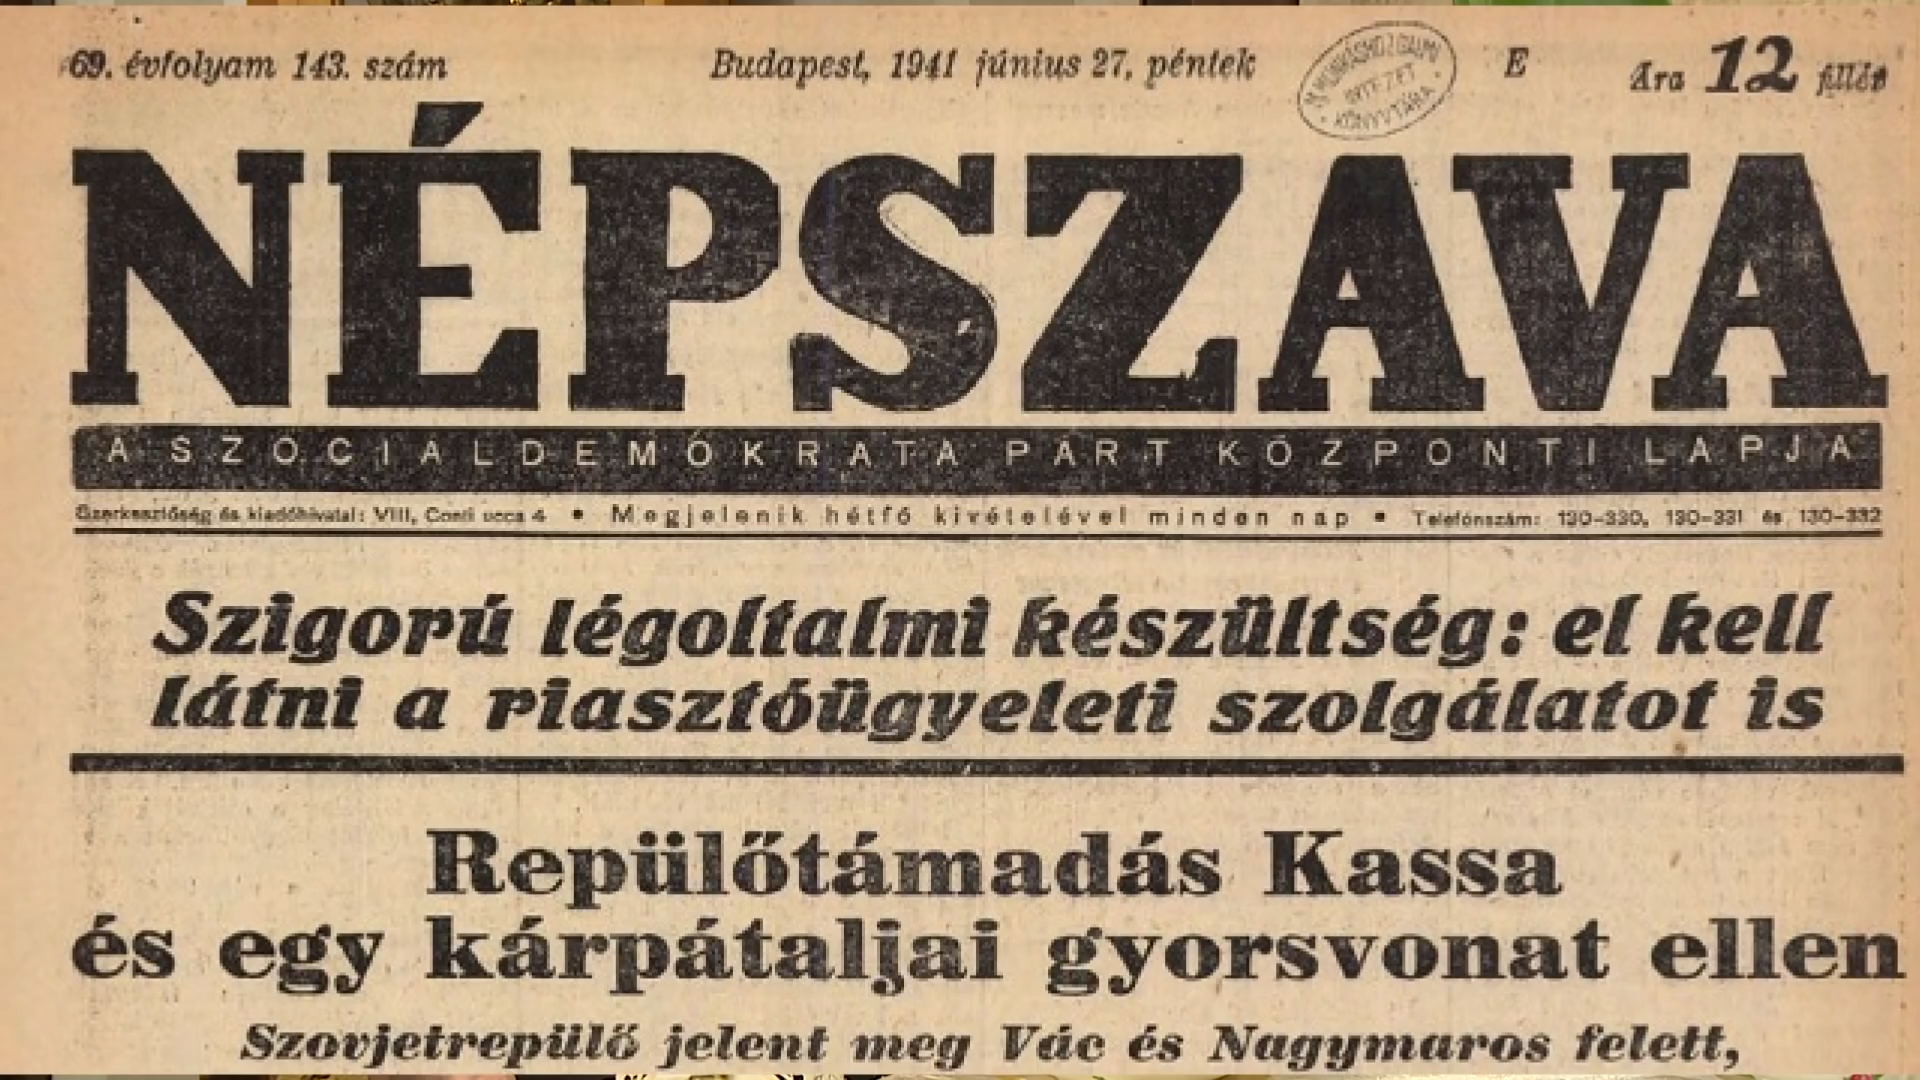 69. évfolyam 143. szám
Budapest, 1941 június 27, péntek
M MUNKÁSMOZGALMI
INTÉZET
KÖNYVTÁRA
E
Ára 12 fillér
NÉPSZAVA
A SZOCIÁLDEMOKRATA PÁRT KÖZPONTI LAPJA
Szerkesztőség és kiadóhivatal: VIII, Conti ucca 4 • Megjelenik hétfő kivételével minden nap • Telefónszám: 130-330, 130-331 és 130-332
Szigorú légoltalmi készültség: el kell
látni a riasztóügyeleti szolgálatot is
Repülőtámadás Kassa
és egy kárpátaljai gyorsvonat ellen
Szovjetrepülő jelent meg Vác és Nagymaros felett,